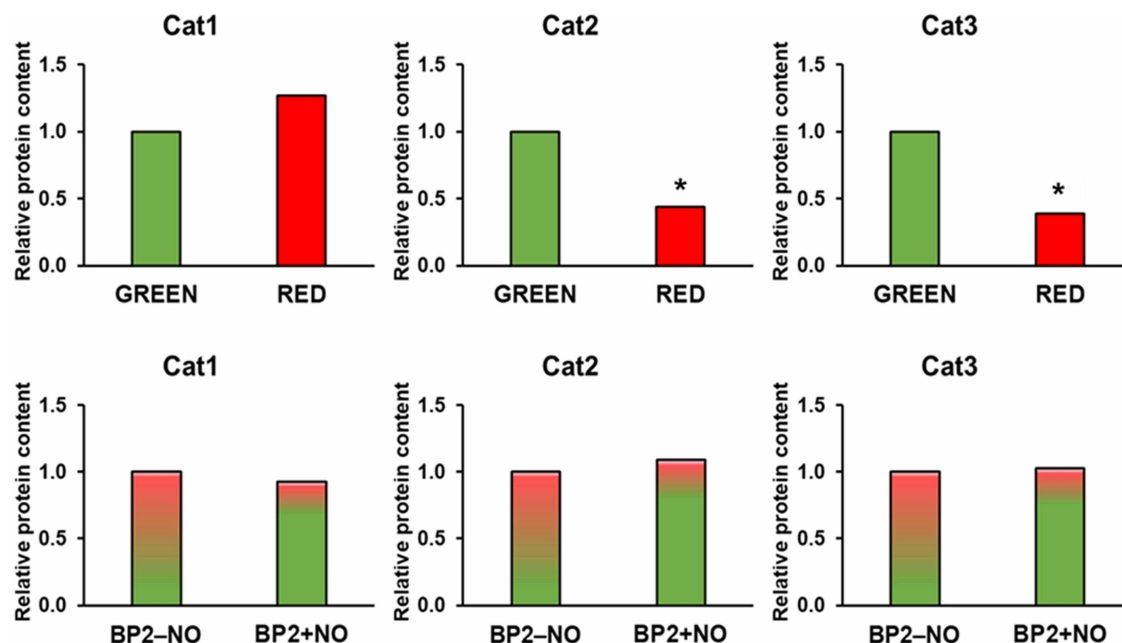 Cat1
Relative protein content
1.5
1.0
0.5
0.0
GREEN RED
Cat2
Relative protein content
1.5
1.0
0.5
0.0
*
GREEN RED
Cat3
Relative protein content
1.5
1.0
0.5
0.0
*
GREEN RED
Cat1
Relative protein content
1.5
1.0
0.5
0.0
BP2–NO BP2+NO
Cat2
Relative protein content
1.5
1.0
0.5
0.0
BP2–NO BP2+NO
Cat3
Relative protein content
1.5
1.0
0.5
0.0
BP2–NO BP2+NO